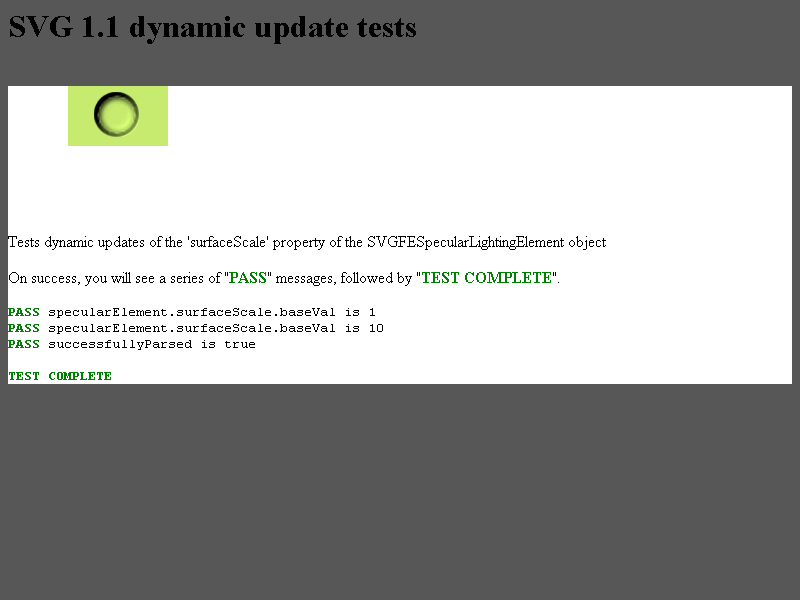 SVG 1.1 dynamic update tests
Tests dynamic updates of the 'surfaceScale' property of the SVGFESpecularLightingElement object
On success, you will see a series of "PASS" messages, followed by "TEST COMPLETE".
PASS specularElement.surfaceScale.baseVal is 1
PASS specularElement.surfaceScale.baseVal is 10
PASS successfullyParsed is true
TEST COMPLETE